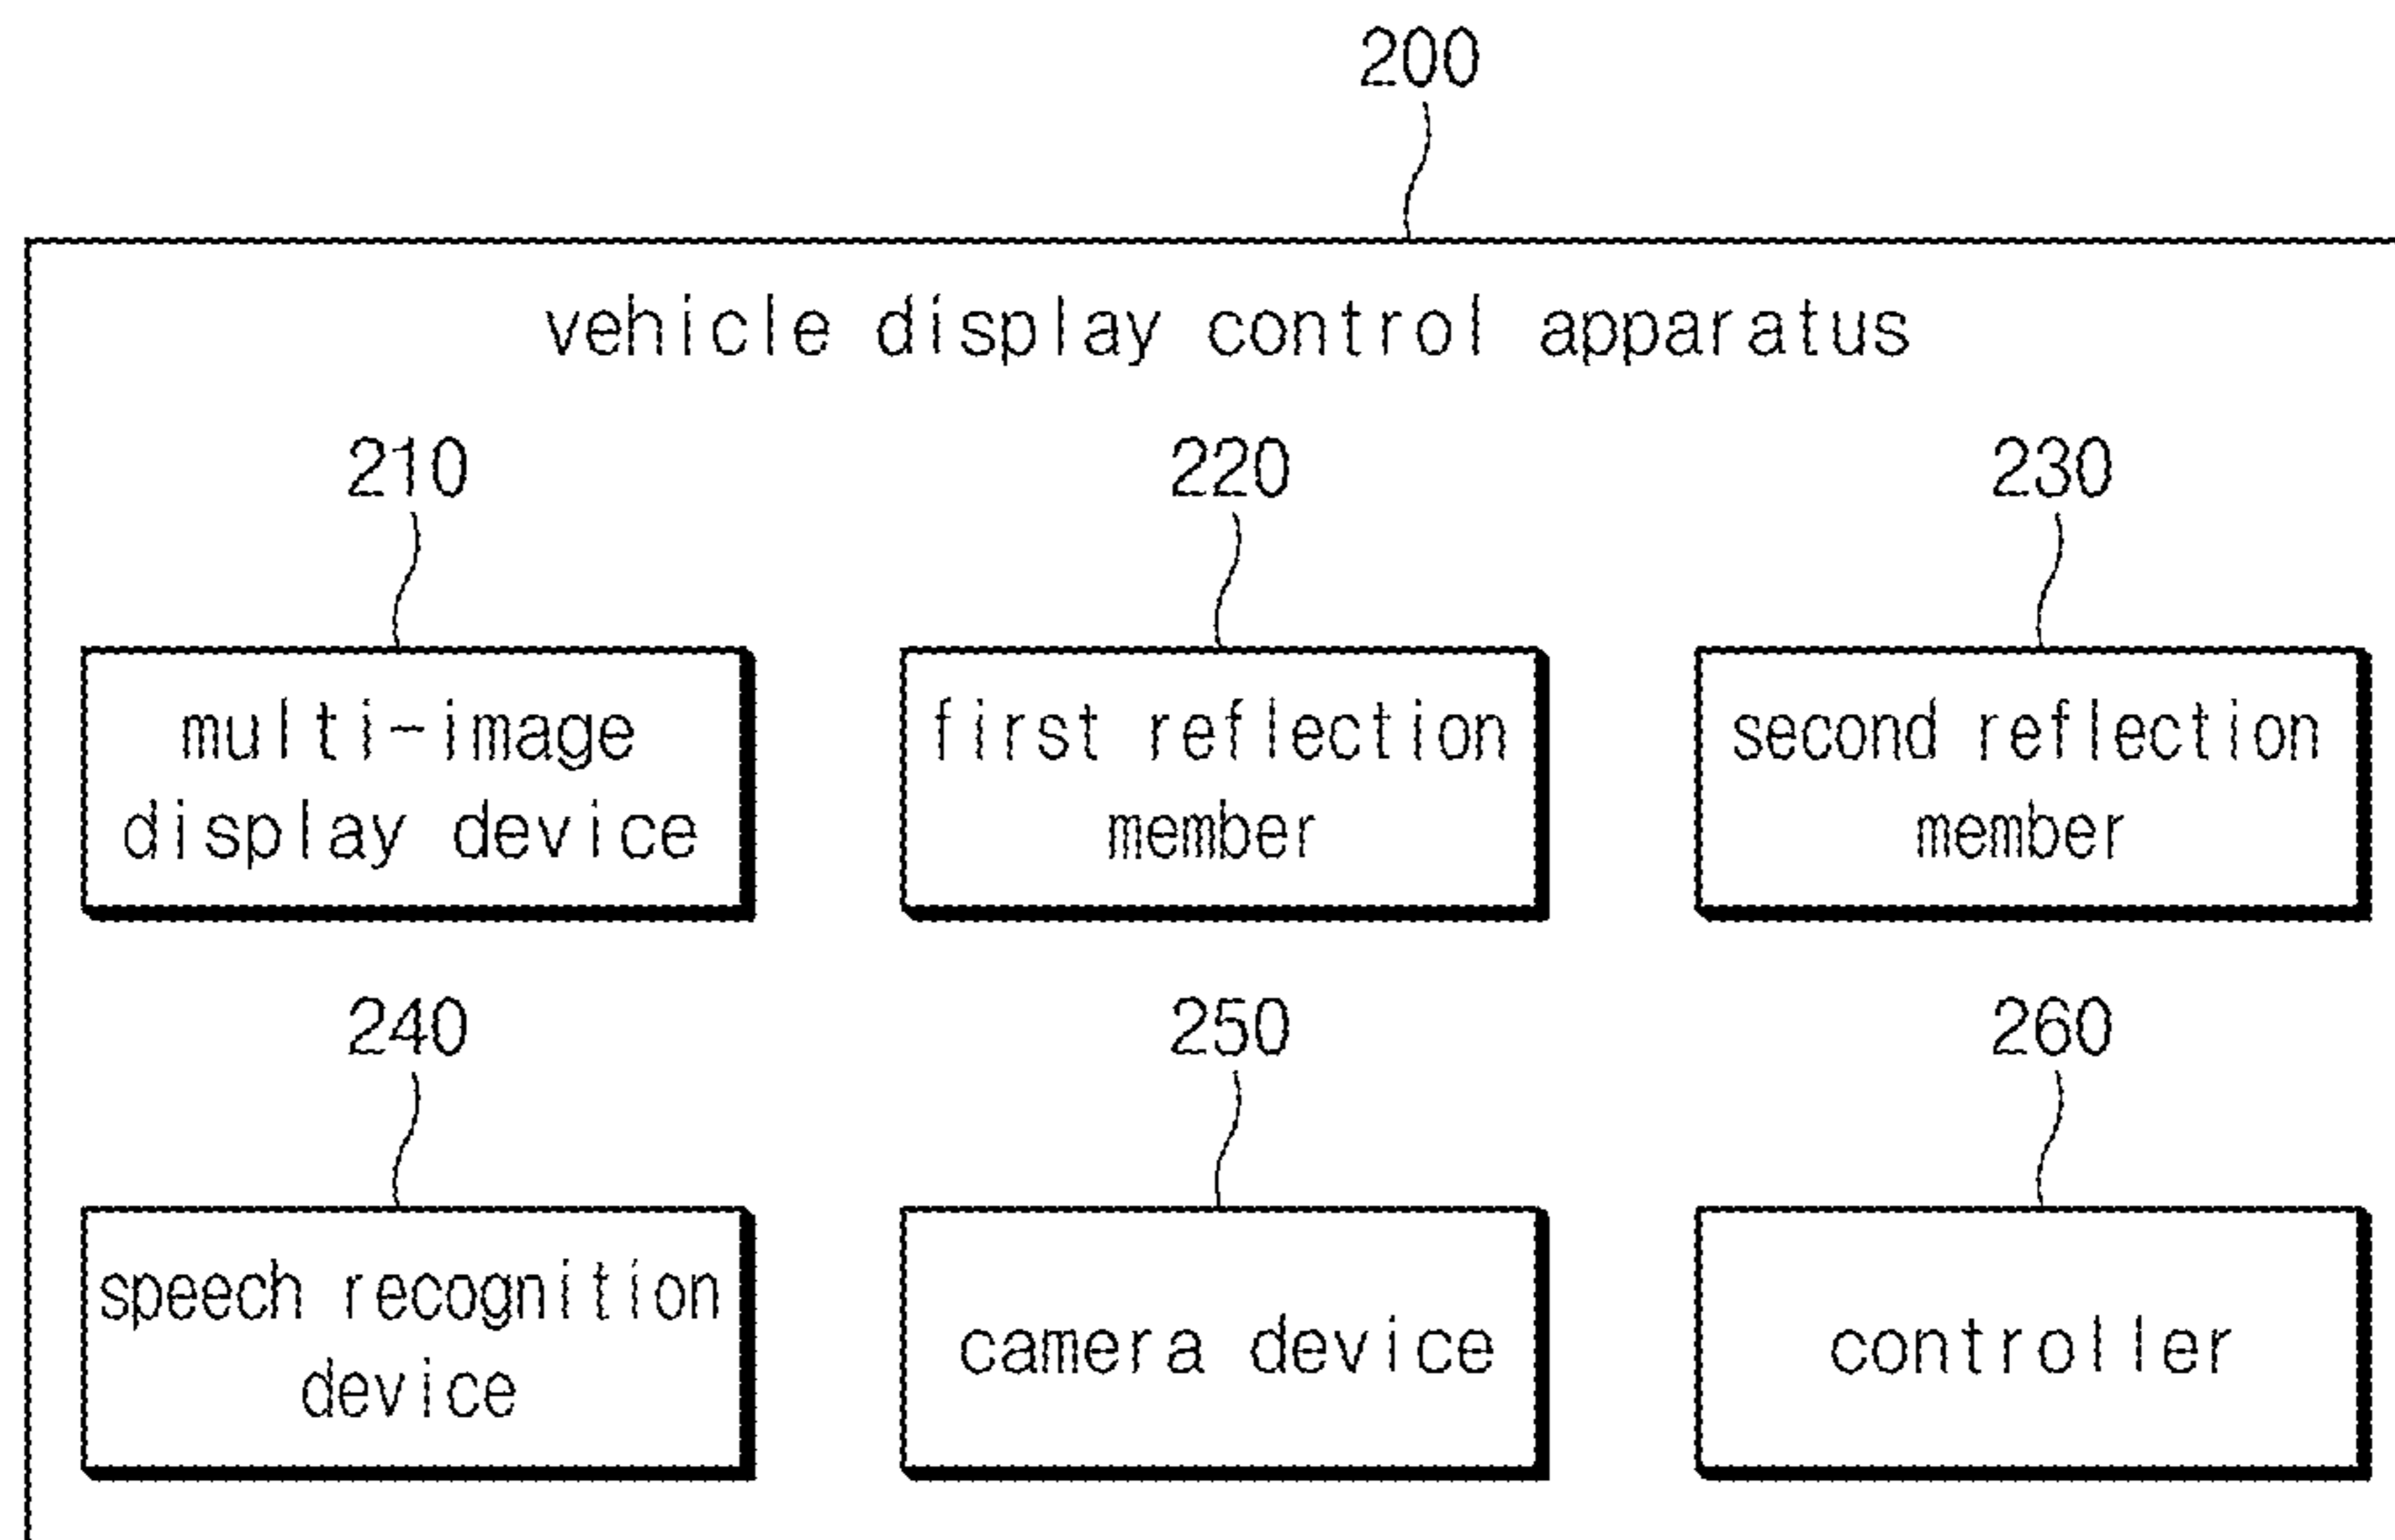 200
vehicle display control apparatus
210 220 230
multi-image display device
first reflection member
second reflection member
240 250 260
speech recognition device
camera device
controller